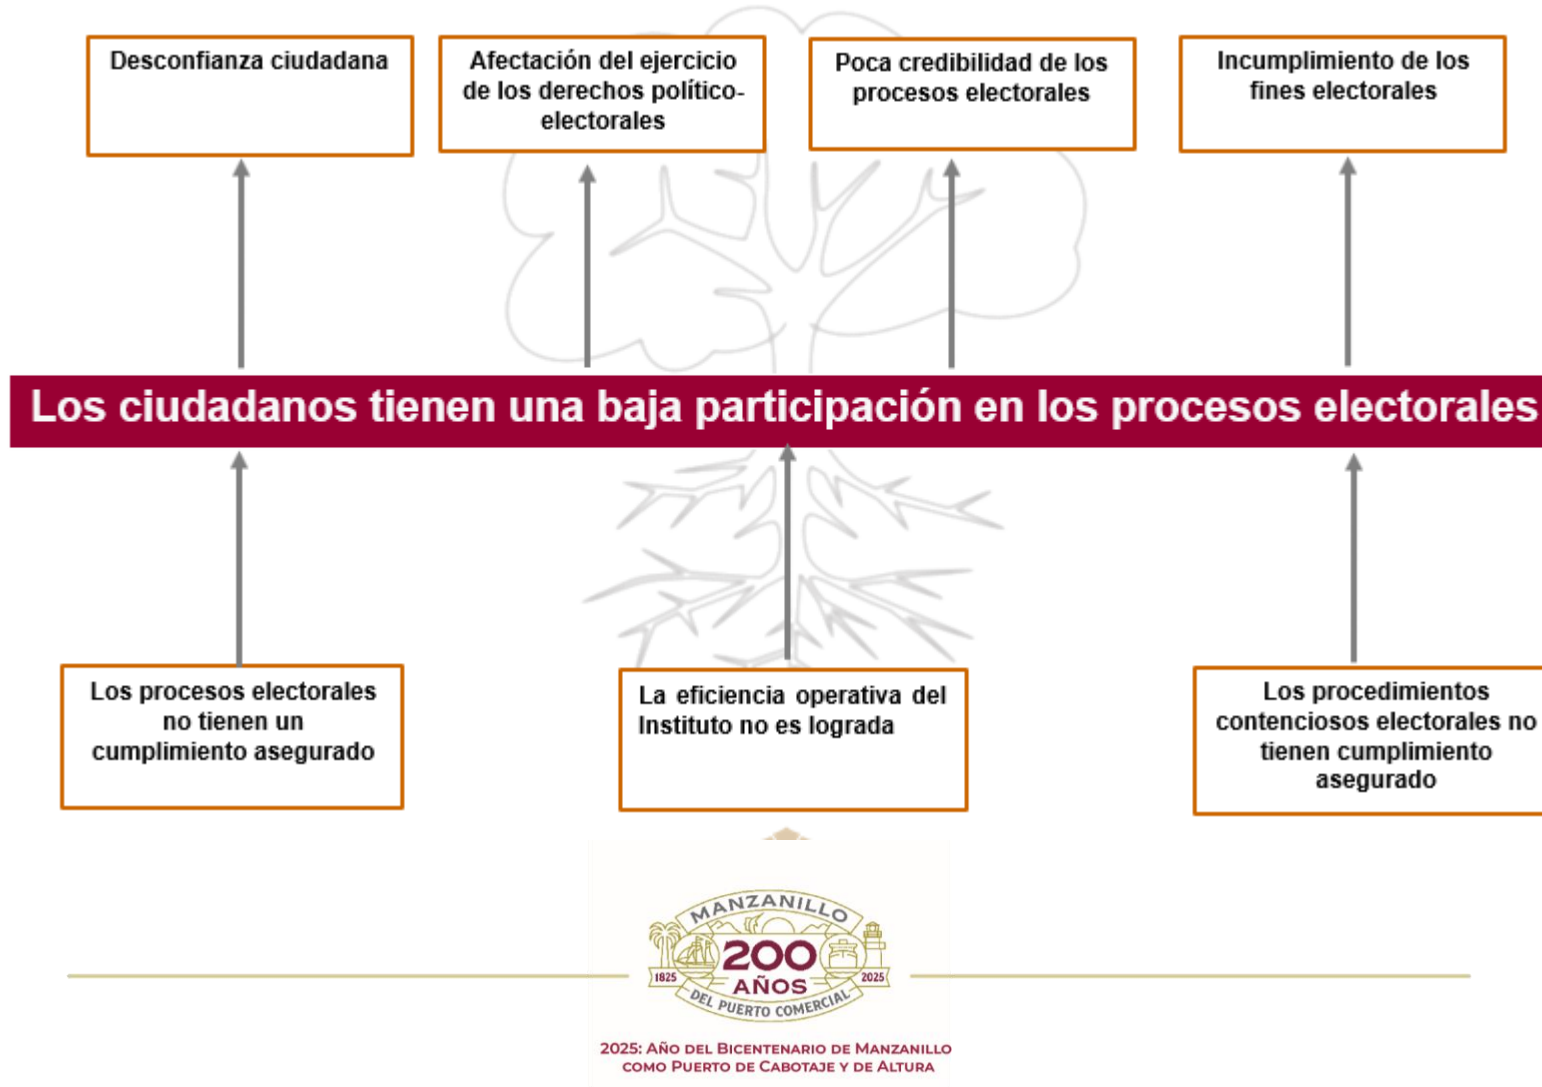 Desconfianza ciudadana
Afectación del ejercicio
de los derechos político-
electorales
Poca credibilidad de los
procesos electorales
Incumplimiento de los
fines electorales
Los ciudadanos tienen una baja participación en los procesos electorales
Los procesos electorales
no tienen un
cumplimiento asegurado
La eficiencia operativa del
Instituto no es lograda
Los procedimientos
contenciosos electorales no
tienen cumplimiento
asegurado
MANZANILLO
200
AÑOS
1825
2025
DEL PUERTO COMERCIAL
2025: AÑO DEL BICENTENARIO DE MANZANILLO
COMO PUERTO DE CABOTAJE Y DE ALTURA